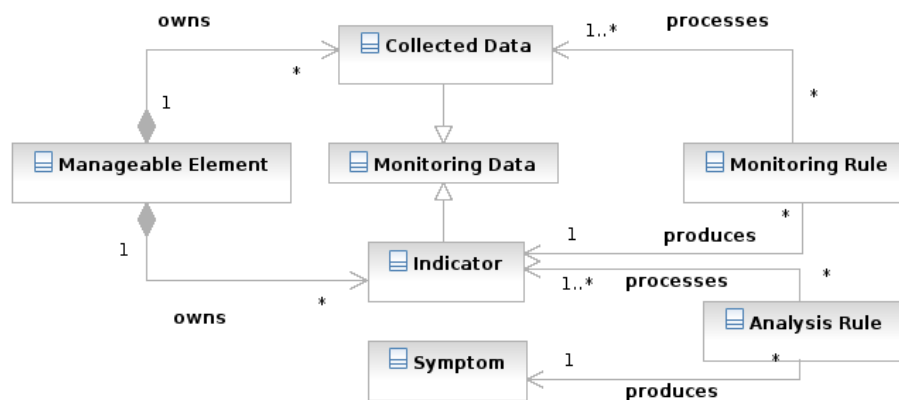 owns
processes
1..*
Collected Data
*
1
*
Manageable Element
Monitoring Data
Monitoring Rule
*
1
1
produces
Indicator
*
1..*
processes
*
owns
Analysis Rule
Symptom
1
*
produces